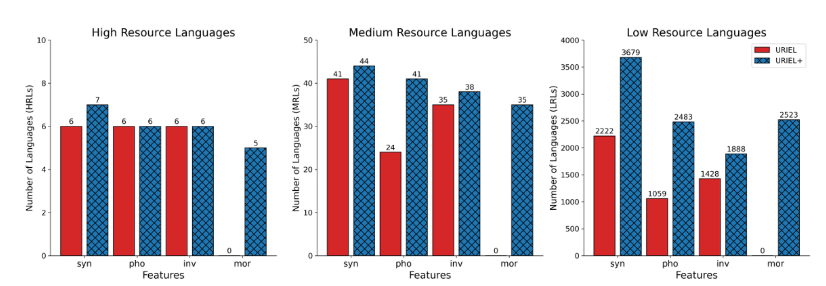 High Resource Languages
Number of Languages (HRLs)
10
8
6
4
2
0
6
7
6
6
6
6
0
5
syn
pho
inv
mor
Features
Medium Resource Languages
Number of Languages (MRLs)
50
40
30
20
10
0
41
44
24
41
35
38
0
35
syn
pho
inv
mor
Features
Low Resource Languages
Number of Languages (LRLs)
4000
3500
3000
2500
2000
1500
1000
500
0
2222
3679
1059
2483
1428
1888
0
2523
syn
pho
inv
mor
Features
URIEL
URIEL+